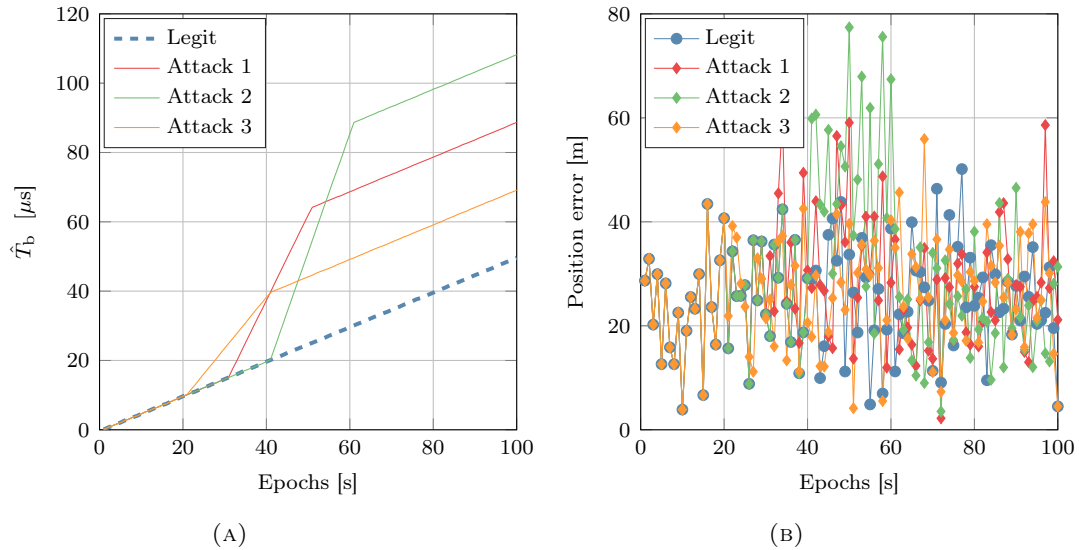 120
100
80
60
40
20
0
T̂b [μs]
0 20 40 60 80 100
Epochs [s]
Legit
Attack 1
Attack 2
Attack 3
(A)
80
60
40
20
0
Position error [m]
0 20 40 60 80 100
Epochs [s]
Legit
Attack 1
Attack 2
Attack 3
(B)